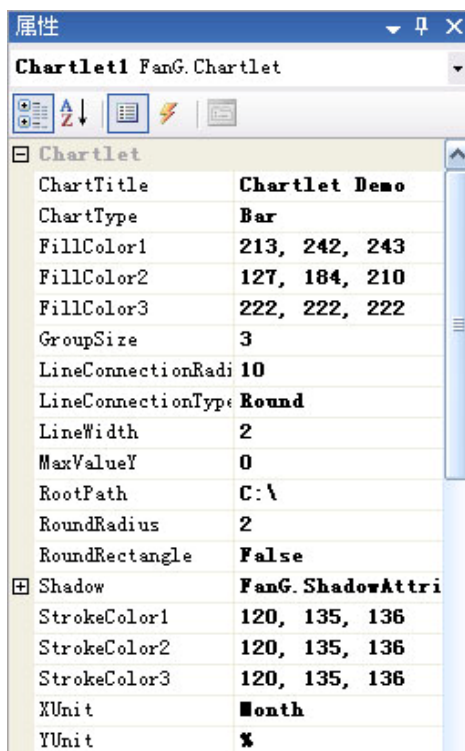 属性
Chartlet1 FanG.Chartlet
Chartlet
ChartTitle Chartlet Demo
ChartType Bar
FillColor1 213, 242, 243
FillColor2 127, 184, 210
FillColor3 222, 222, 222
GroupSize 3
LineConnectionRadi 10
LineConnectionType Round
LineWidth 2
MaxValueY 0
RootPath C:\
RoundRadius 2
RoundRectangle False
Shadow FanG.ShadowAttri
StrokeColor1 120, 135, 136
StrokeColor2 120, 135, 136
StrokeColor3 120, 135, 136
XUnit Month
YUnit %